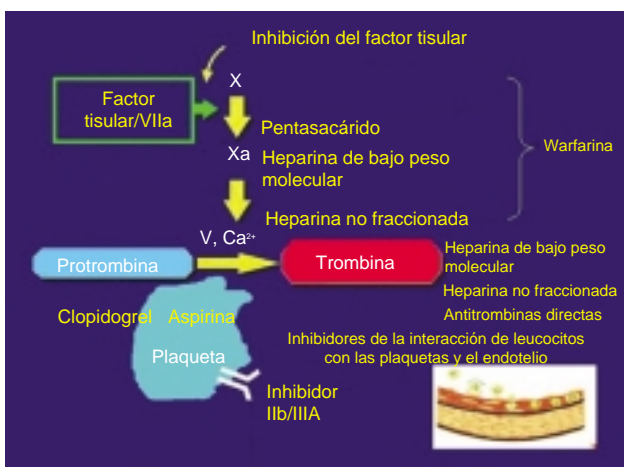 Inhibición del factor tisular
X
Factor
tisular/VIIa
Pentasacárido
Xa
Heparina de bajo peso
molecular
Warfarina
Heparina no fraccionada
V, Ca²⁺
Protrombina
Trombina
Heparina de bajo peso
molecular
Heparina no fraccionada
Antitrombinas directas
Clopidogrel Aspirina
Plaqueta
Inhibidores de la interacción de leucocitos
con las plaquetas y el endotelio
Inhibidor
IIb/IIIA